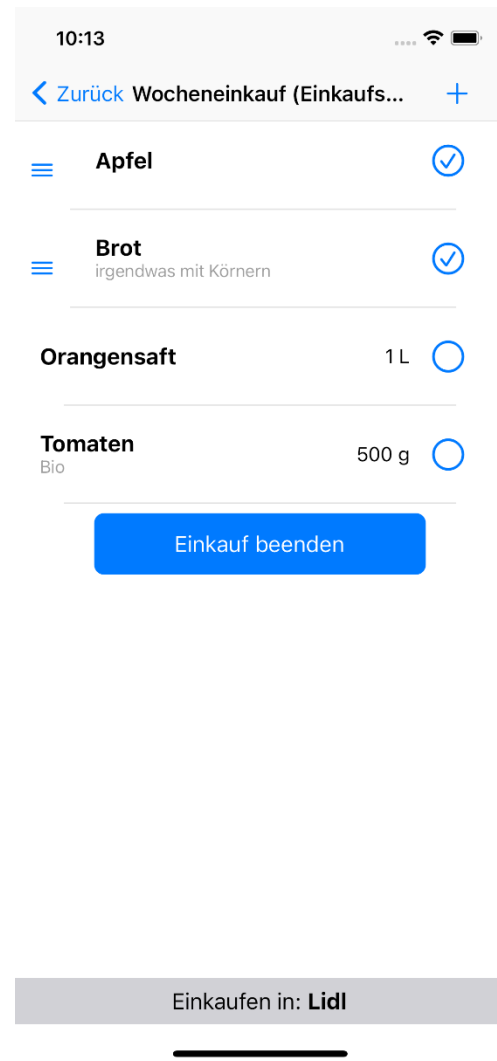 10:13
Zurück Wocheneinkauf (Einkaufs...
Apfel
Brot
irgendwas mit Körnern
Orangensaft 1 L
Tomaten 500 g
Bio
Einkauf beenden
Einkaufen in: Lidl